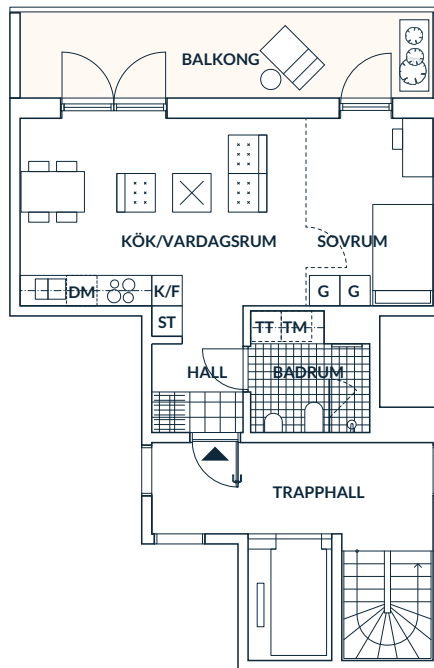 BALKONG
KÖK/VARDAGSRUM
SOVRUM
DM
K/F
G
G
ST
TT
TM
HALL
BADRUM
TRAPPHALL